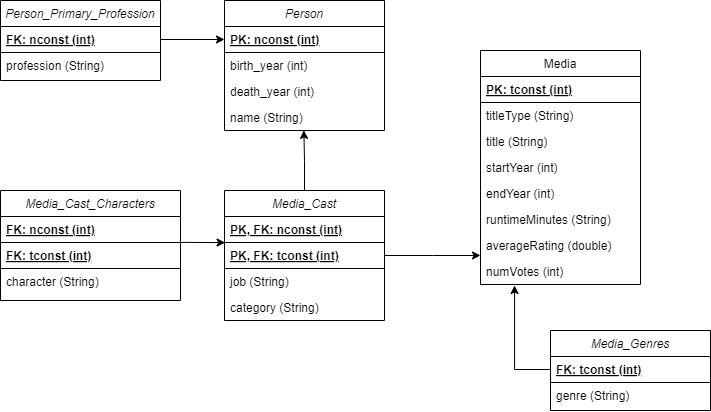 Person_Primary_Profession
FK: nconst (int)
profession (String)
Person
PK: nconst (int)
birth_year (int)
death_year (int)
name (String)
Media
PK: tconst (int)
titleType (String)
title (String)
startYear (int)
endYear (int)
runtimeMinutes (String)
averageRating (double)
numVotes (int)
Media_Cast_Characters
FK: nconst (int)
FK: tconst (int)
character (String)
Media_Cast
PK, FK: nconst (int)
PK, FK: tconst (int)
job (String)
category (String)
Media_Genres
FK: tconst (int)
genre (String)